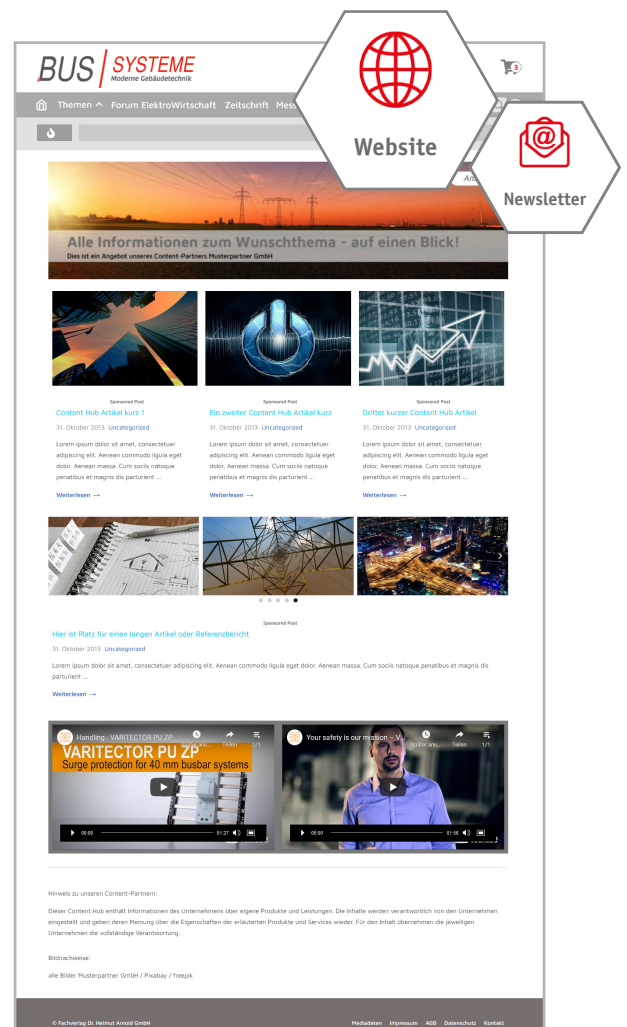 BUS SYSTEME
Moderne Gebäudetechnik
3
Website
Themen Forum ElektroWirtschaft Zeitschrift
@
Newsletter
Alle Informationen zum Wunschthema - auf einen Blick!
Dies ist ein Angebot unseres Content-Partners Musterpartner GmbH
Sponsored Post
Content Hub Artikel kurz 1
31. Oktober 2013 Uncategorized
Lorem ipsum dolor sit amet, consectetuer
adipiscing elit. Aenean commodo ligula eget
dolor. Aenean massa. Cum sociis natoque
penatibus et magnis dis parturient ...
Weiterlesen →
Sponsored Post
Ein zweiter Content Hub Artikel kurz
31. Oktober 2013 Uncategorized
Lorem ipsum dolor sit amet, consectetuer
adipiscing elit. Aenean commodo ligula eget
dolor. Aenean massa. Cum sociis natoque
penatibus et magnis dis parturient ...
Weiterlesen →
Sponsored Post
Dritter kurzer Content Hub Artikel
31. Oktober 2013 Uncategorized
Lorem ipsum dolor sit amet, consectetuer
adipiscing elit. Aenean commodo ligula eget
dolor. Aenean massa. Cum sociis natoque
penatibus et magnis dis parturient ...
Weiterlesen →
Sponsored Post
Hier ist Platz für einen langen Artikel oder Referenzbericht
31. Oktober 2013 Uncategorized
Lorem ipsum dolor sit amet, consectetuer adipiscing elit. Aenean commodo ligula eget dolor. Aenean massa. Cum sociis natoque penatibus et magnis dis
parturient ...
Weiterlesen →
Handling - VARITECTOR PU ZP
Später ans... Teilen 1/1
VARITECTOR PU ZP
Surge protection for 40 mm busbar systems
00:00 01:27
Your safety is our mission – V...
Später ans... Teilen 1/1
00:00 01:56
Hinweis zu unseren Content-Partnern:
Dieser Content Hub enthält Informationen des Unternehmens über eigene Produkte und Leistungen. Die Inhalte werden verantwortlich von den Unternehmen
eingestellt und geben deren Meinung über die Eigenschaften der erläuterten Produkte und Services wieder. Für den Inhalt übernehmen die jeweiligen
Unternehmen die vollständige Verantwortung.
Bildnachweise:
alle Bilder Musterpartner GmbH / Pixabay / freepik
© Fachverlag Dr. Helmut Arnold GmbH
Mediadaten Impressum AGB Datenschutz Kontakt